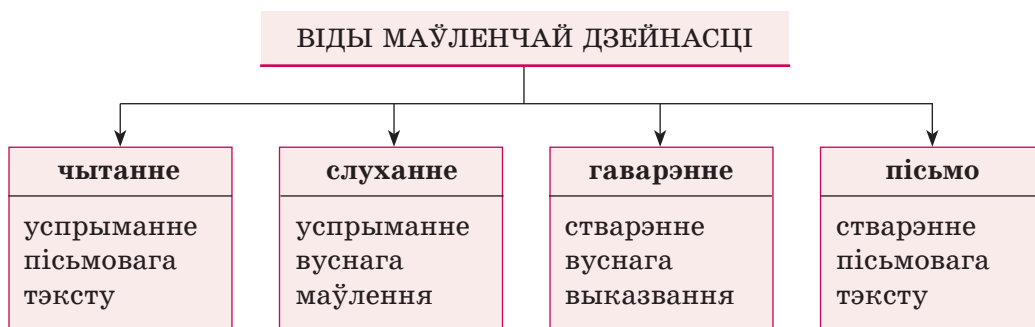 ВІДЫ МАЎЛЕНЧАЙ ДЗЕЙНАСЦІ
чытанне
успрыманне
пісьмовага
тэксту
слуханне
успрыманне
вуснага
маўлення
гаварэнне
стварэнне
вуснага
выказвання
пісьмо
стварэнне
пісьмовага
тэксту